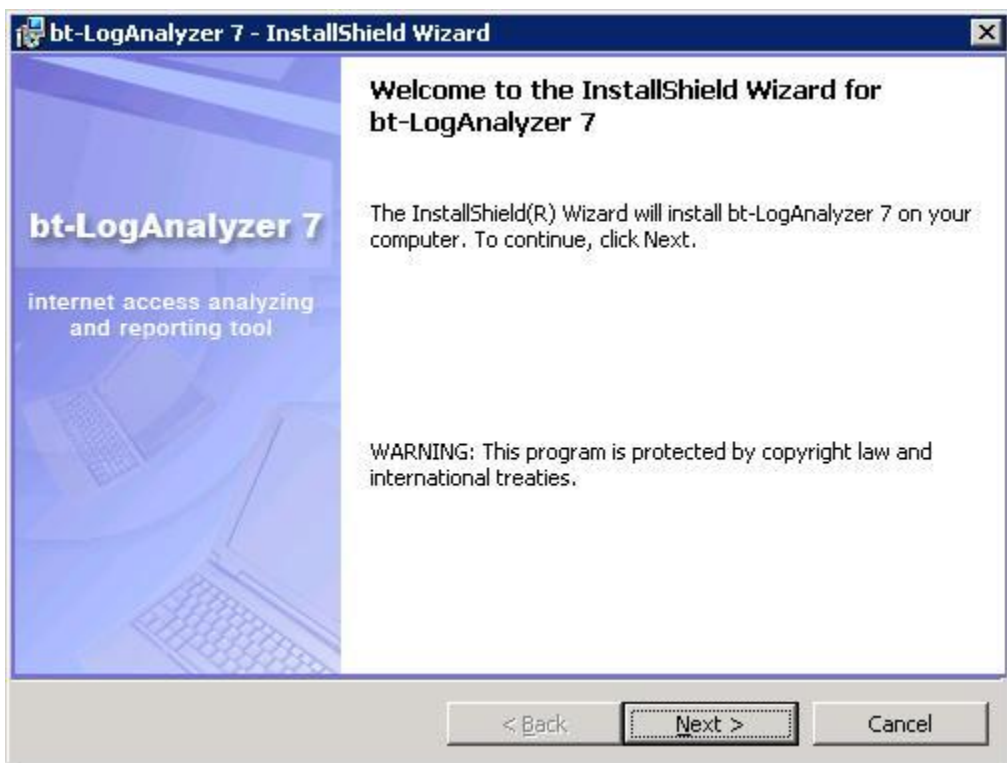 bt-LogAnalyzer 7 - InstallShield Wizard
Welcome to the InstallShield Wizard for
bt-LogAnalyzer 7
bt-LogAnalyzer 7
internet access analyzing
and reporting tool
The InstallShield(R) Wizard will install bt-LogAnalyzer 7 on your
computer. To continue, click Next.
WARNING: This program is protected by copyright law and
international treaties.
< Back
Next >
Cancel